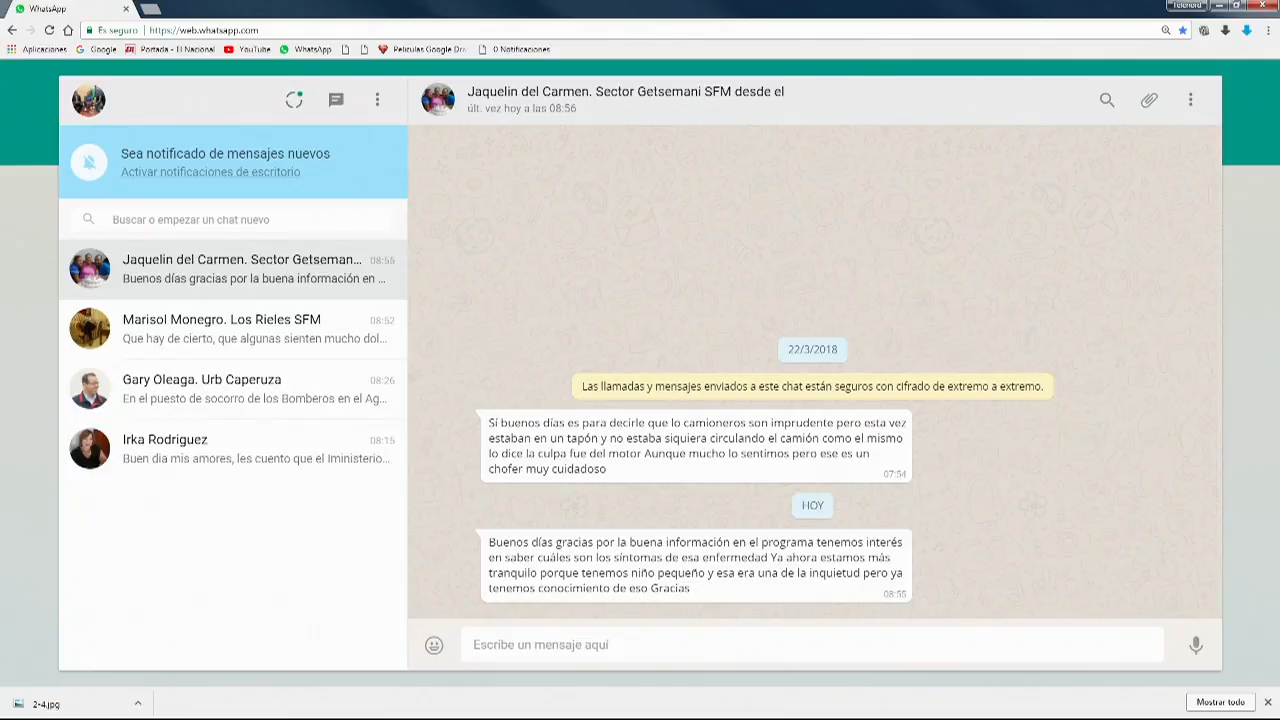 WhatsApp
Telenord
Es seguro | https://web.whatsapp.com
Aplicaciones Google Portada - El Nacional YouTube WhatsApp Peliculas Google Dri 0 Notificaciones
Jaquelin del Carmen. Sector Getsemani SFM desde el
últ. vez hoy a las 08:56
Sea notificado de mensajes nuevos
Activar notificaciones de escritorio
Buscar o empezar un chat nuevo
Jaquelin del Carmen. Sector Getseman... 08:55
Buenos días gracias por la buena información en ...
Marisol Monegro. Los Rieles SFM 08:52
Que hay de cierto, que algunas sienten mucho dol...
Gary Oleaga. Urb Caperuza 08:26
En el puesto de socorro de los Bomberos en el Ag...
Irka Rodriguez 08:15
Buen dia mis amores, les cuento que el Iministerio...
22/3/2018
Las llamadas y mensajes enviados a este chat están seguros con cifrado de extremo a extremo.
Sí buenos días es para decirle que lo camioneros son imprudente pero esta vez
estaban en un tapón y no estaba siquiera circulando el camión como el mismo
lo dice la culpa fue del motor Aunque mucho lo sentimos pero ese es un
chofer muy cuidadoso
07:54
HOY
Buenos días gracias por la buena información en el programa tenemos interés
en saber cuáles son los síntomas de esa enfermedad Ya ahora estamos más
tranquilo porque tenemos niño pequeño y esa era una de la inquietud pero ya
tenemos conocimiento de eso Gracias
08:55
Escribe un mensaje aquí
2-4.jpg
Mostrar todo